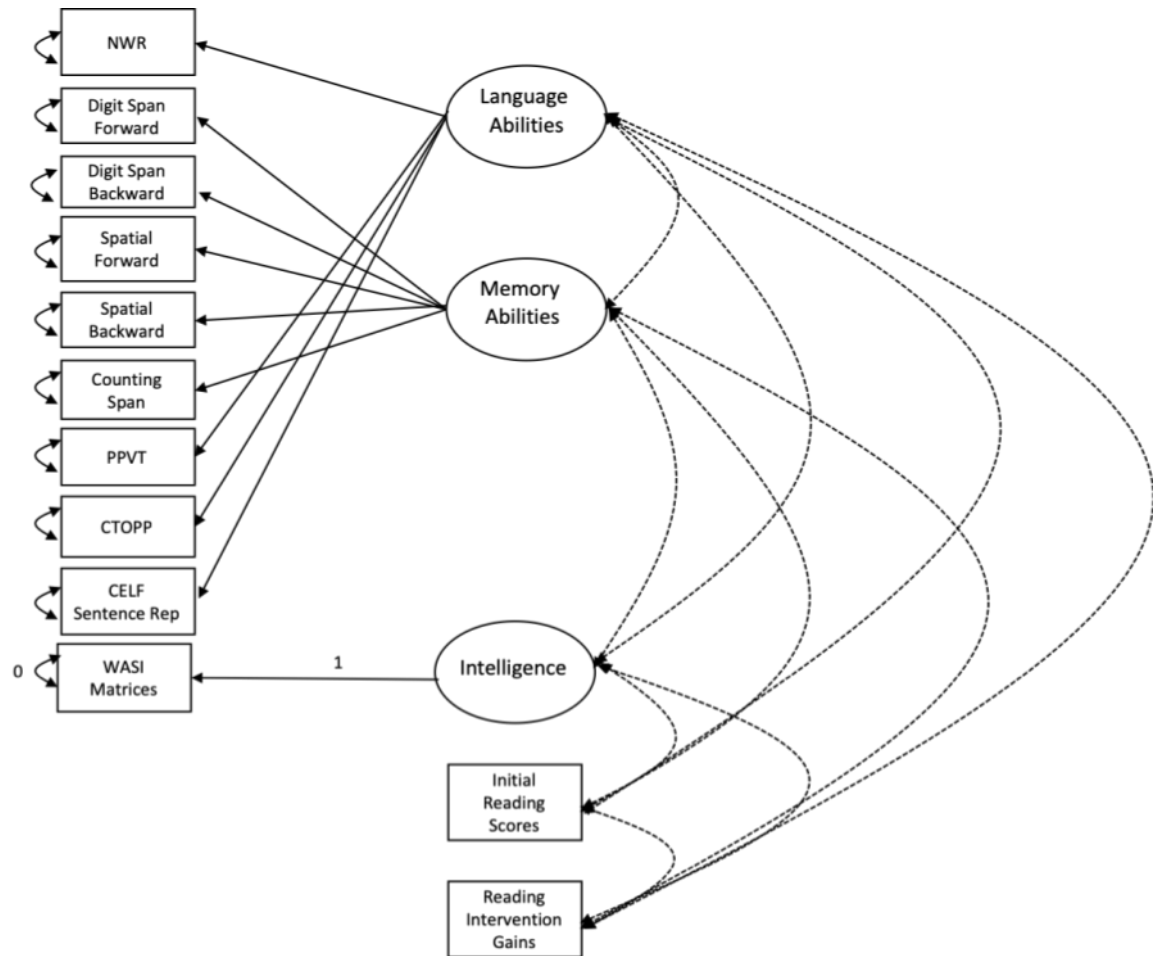 NWR
Digit Span
Forward
Digit Span
Backward
Spatial
Forward
Spatial
Backward
Counting
Span
PPVT
CTOPP
CELF
Sentence Rep
0
WASI
Matrices
1
Language
Abilities
Memory
Abilities
Intelligence
Initial
Reading
Scores
Reading
Intervention
Gains